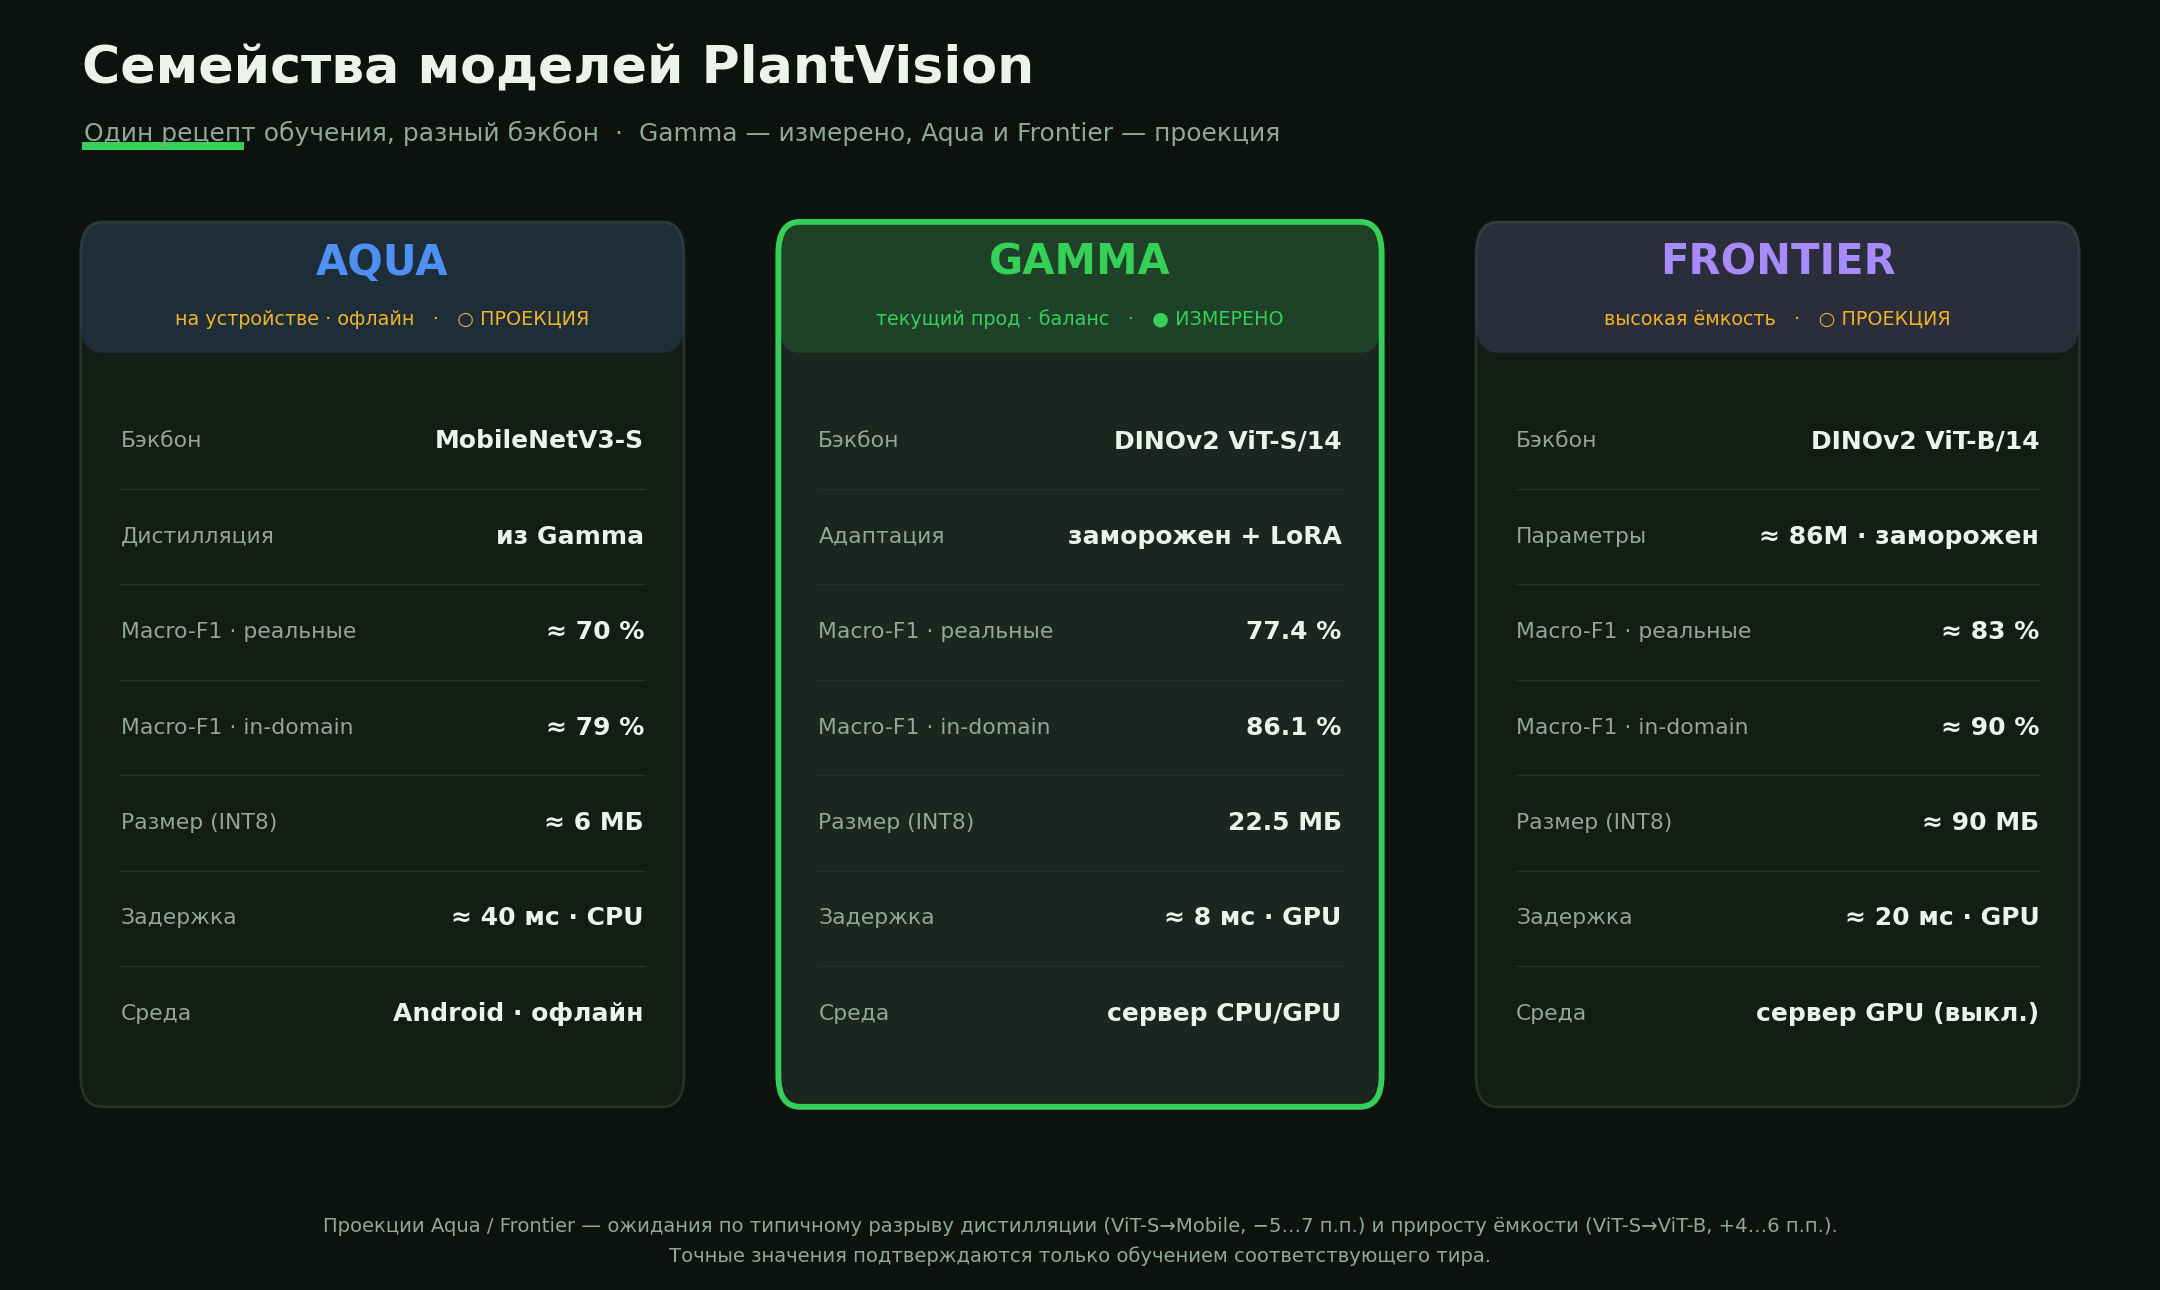 Семейства моделей PlantVision
Один рецепт обучения, разный бэкбон · Gamma — измерено, Aqua и Frontier — проекция
AQUA
на устройстве · офлайн · ○ ПРОЕКЦИЯ
Бэкбон MobileNetV3-S
Дистилляция из Gamma
Macro-F1 · реальные ≈ 70 %
Macro-F1 · in-domain ≈ 79 %
Размер (INT8) ≈ 6 МБ
Задержка ≈ 40 мс · CPU
Среда Android · офлайн
GAMMA
текущий прод · баланс · ● ИЗМЕРЕНО
Бэкбон DINOv2 ViT-S/14
Адаптация заморожен + LoRA
Macro-F1 · реальные 77.4 %
Macro-F1 · in-domain 86.1 %
Размер (INT8) 22.5 МБ
Задержка ≈ 8 мс · GPU
Среда сервер CPU/GPU
FRONTIER
высокая ёмкость · ○ ПРОЕКЦИЯ
Бэкбон DINOv2 ViT-B/14
Параметры ≈ 86M · заморожен
Macro-F1 · реальные ≈ 83 %
Macro-F1 · in-domain ≈ 90 %
Размер (INT8) ≈ 90 МБ
Задержка ≈ 20 мс · GPU
Среда сервер GPU (выкл.)
Проекции Aqua / Frontier — ожидания по типичному разрыву дистилляции (ViT-S→Mobile, −5…7 п.п.) и приросту ёмкости (ViT-S→ViT-B, +4…6 п.п.).
Точные значения подтверждаются только обучением соответствующего тира.